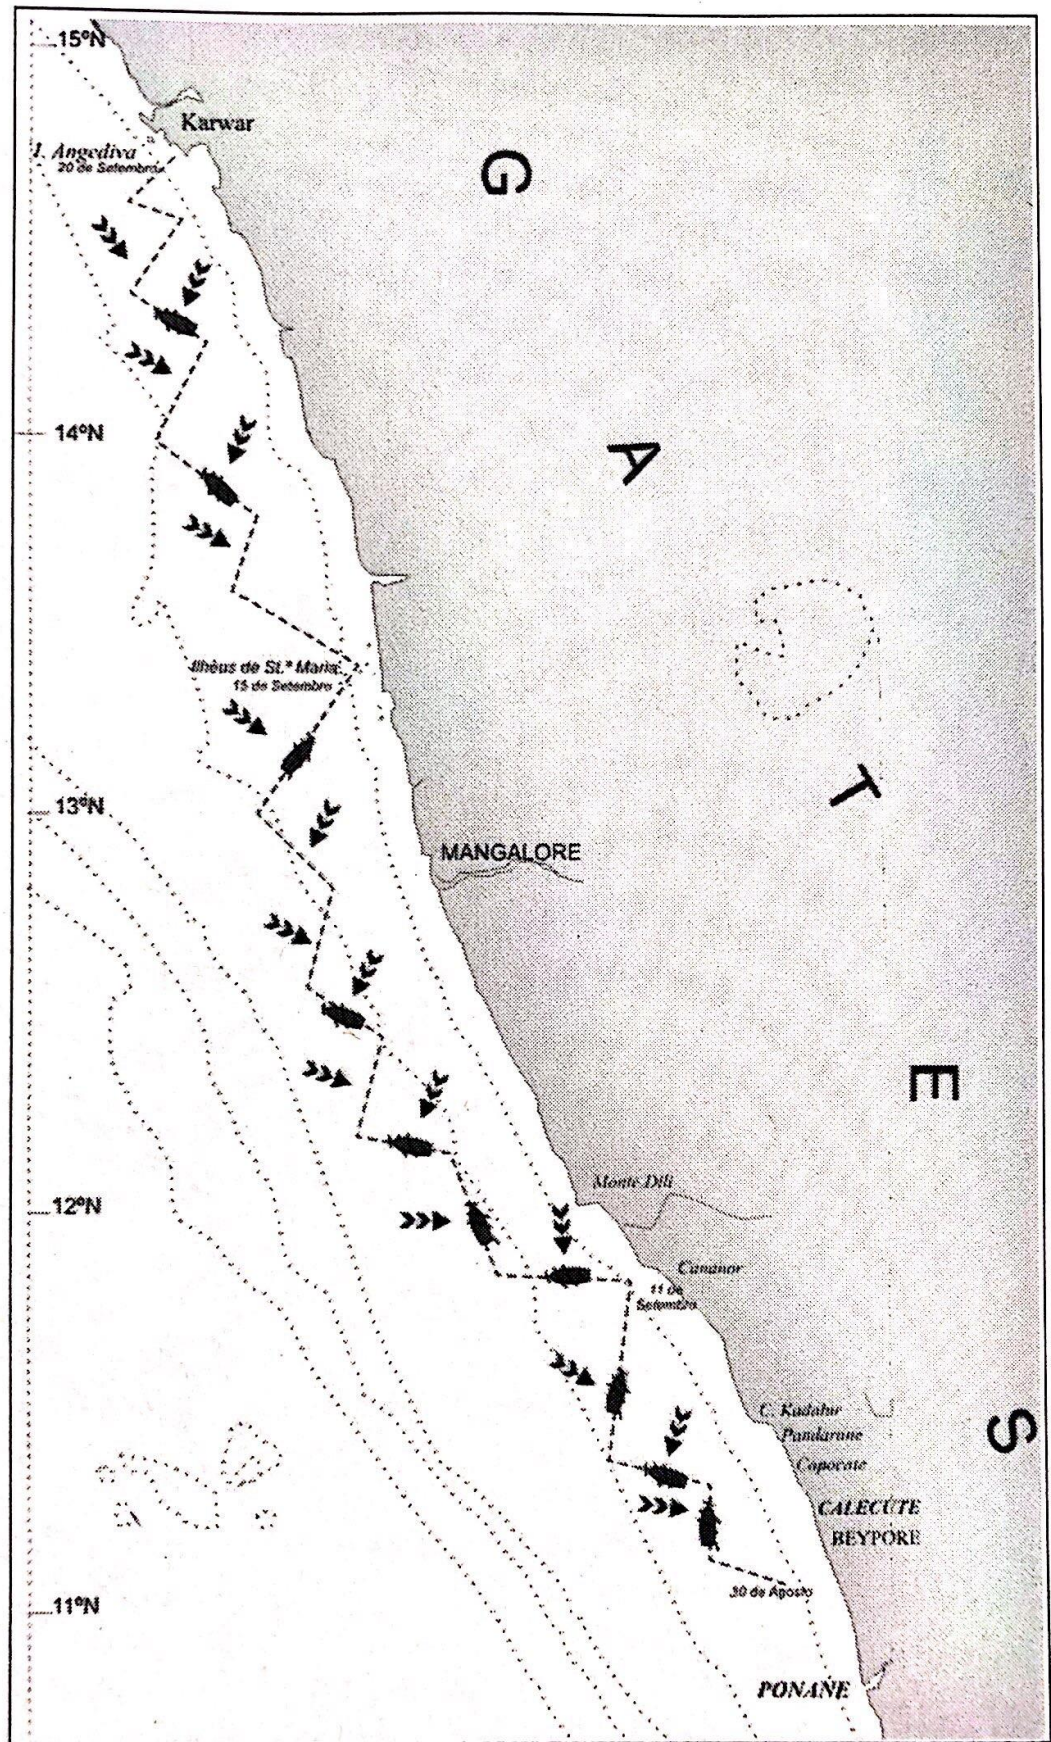 15ºN
Karwar
I. Angediva
20 de Setembro
G
A
14ºN
Ilhéus de St.ª Maria
15 de Setembro
T
13ºN
MANGALORE
E
Monte Dili
12ºN
Cananor
11 de
Setembro
C. Kadalur
Pandarane
Capocate
S
CALECUTE
BEYPORE
30 de Agosto
11ºN
PONANE